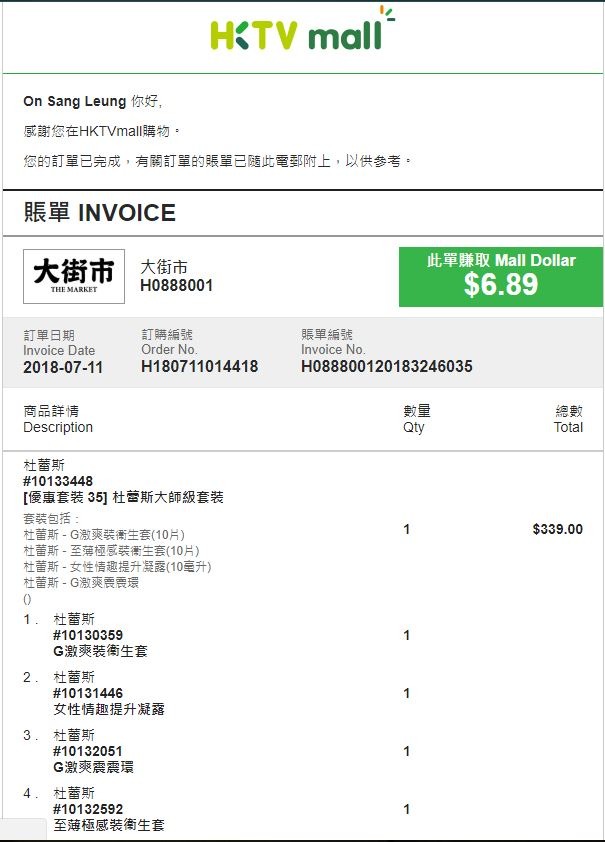 HKTV mall
On Sang Leung 你好,
感謝您在HKTVmall購物。
您的訂單已完成，有關訂單的賬單已隨此電郵附上，以供參考。
賬單 INVOICE
大街市
THE MARKET
大街市
H0888001
此單賺取 Mall Dollar
$6.89
訂單日期 訂購編號 賬單編號
Invoice Date Order No. Invoice No.
2018-07-11 H180711014418 H088800120183246035
商品詳情 數量 總數
Description Qty Total
杜蕾斯
#10133448
[優惠套裝 35] 杜蕾斯大師級套裝
套裝包括：
杜蕾斯 - G激爽裝衛生套(10片)
杜蕾斯 - 至薄極感裝衛生套(10片)
杜蕾斯 - 女性情趣提升凝露(10毫升)
杜蕾斯 - G激爽震震環
()
1 $339.00
1 . 杜蕾斯
#10130359 1
G激爽裝衛生套
2 . 杜蕾斯
#10131446 1
女性情趣提升凝露
3 . 杜蕾斯
#10132051 1
G激爽震震環
4 . 杜蕾斯
#10132592 1
至薄極感裝衛生套